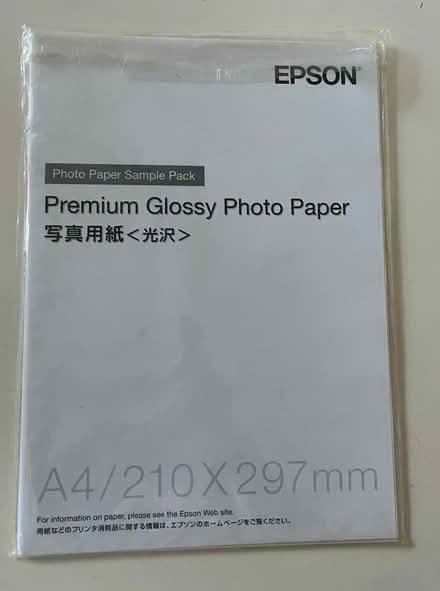 EPSON
Photo Paper Sample Pack
Premium Glossy Photo Paper
写真用紙<光沢>
A4/210X297mm
For information on paper, please see the Epson Web site.
用紙などのプリンタ消耗品に関する情報は、エプソンのホームページをご覧ください。